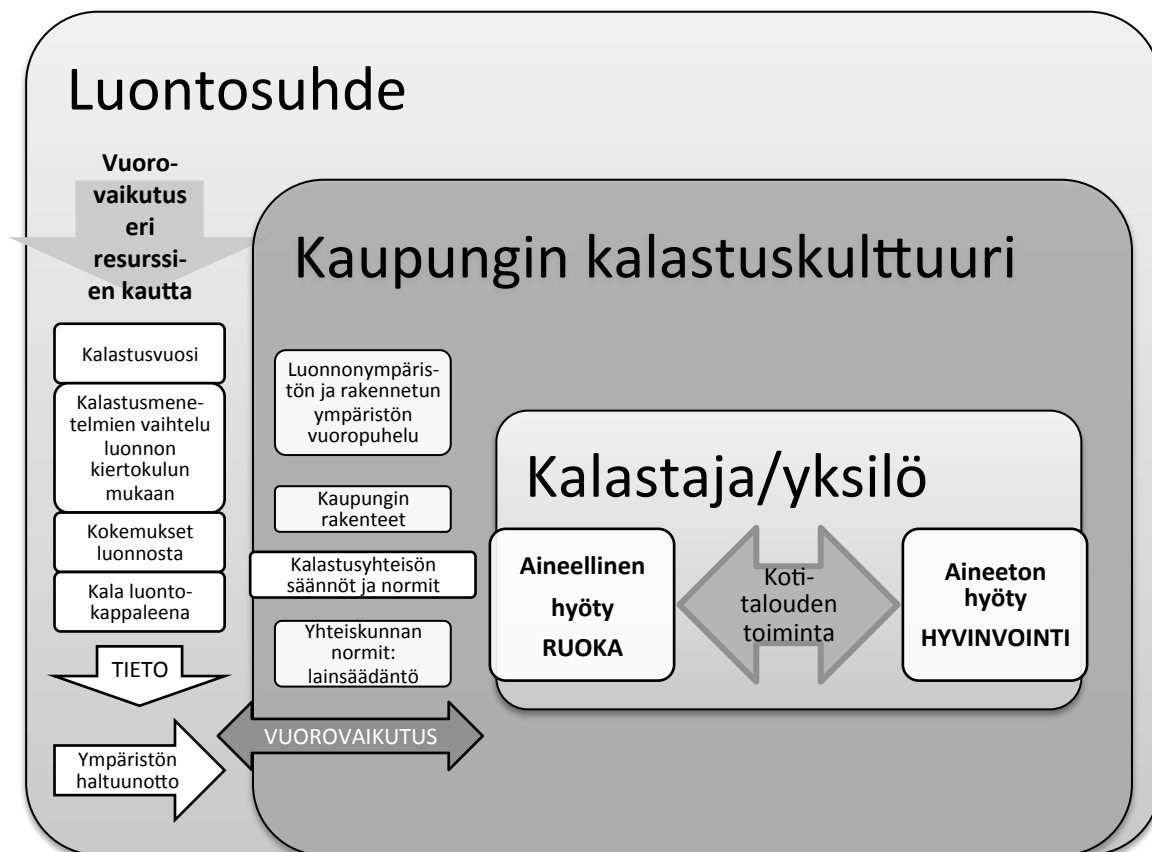 Luontosuhde
Vuoro-
vaikutus
eri
resurssi-
en kautta
Kalastusvuosi
Kalastusmene-
telmien vaihtelu
luonnon
kiertokulun
mukaan
Kokemukset
luonnosta
Kala luonto-
kappaleena
TIETO
Ympäristön
haltuunotto
Kaupungin kalastuskulttuuri
Luonnonympäris-
tön ja rakennetun
ympäristön
vuoropuhelu
Kaupungin
rakenteet
Kalastusyhteisön
säännöt ja normit
Yhteiskunnan
normit:
lainsäädäntö
VUOROVAIKUTUS
Kalastaja/yksilö
Aineellinen
hyöty
RUOKA
Koti-
talouden
toiminta
Aineeton
hyöty
HYVINVOINTI